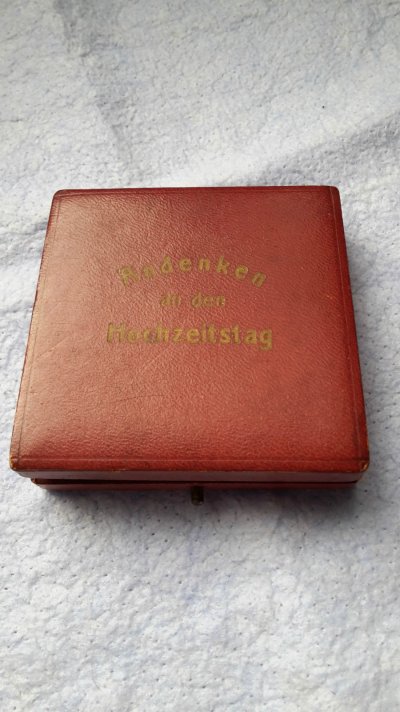 Andenken
an den
Hochzeitstag